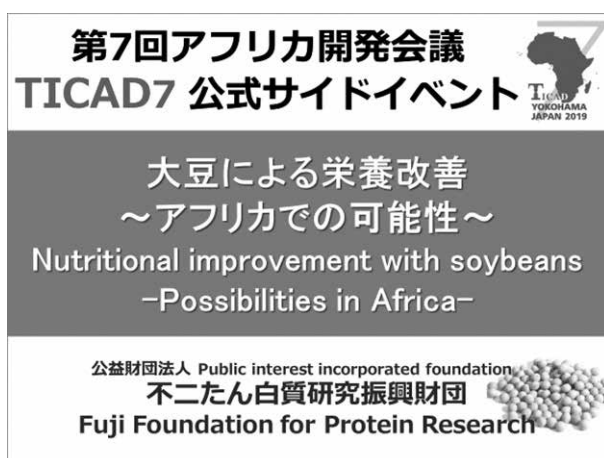 第7回アフリカ開発会議
TICAD7 公式サイドイベント
7
TICAD
YOKOHAMA
JAPAN 2019
大豆による栄養改善
~アフリカでの可能性~
Nutritional improvement with soybeans
-Possibilities in Africa-
公益財団法人 Public interest incorporated foundation
不二たん白質研究振興財団
Fuji Foundation for Protein Research